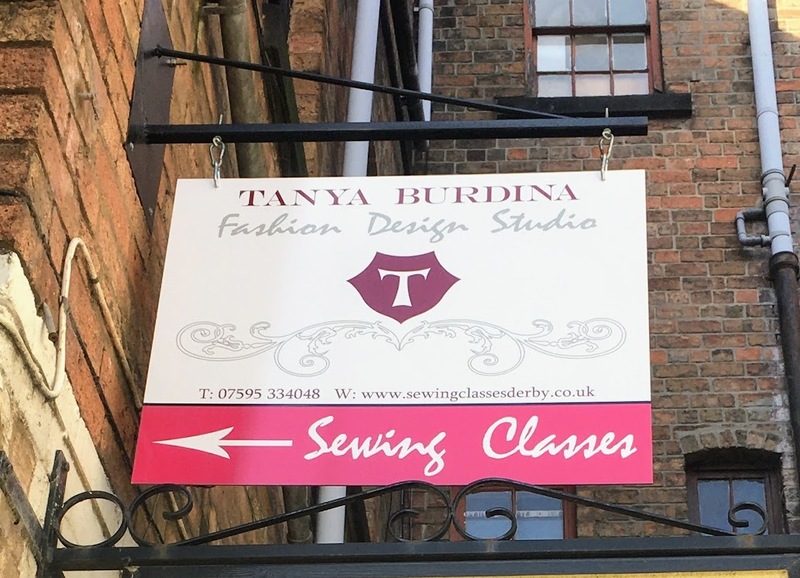 TANYA BURDINA
Fashion Design Studio
T
T: 07595 334048 W: www.sewingclassesderby.co.uk
Sewing Classes